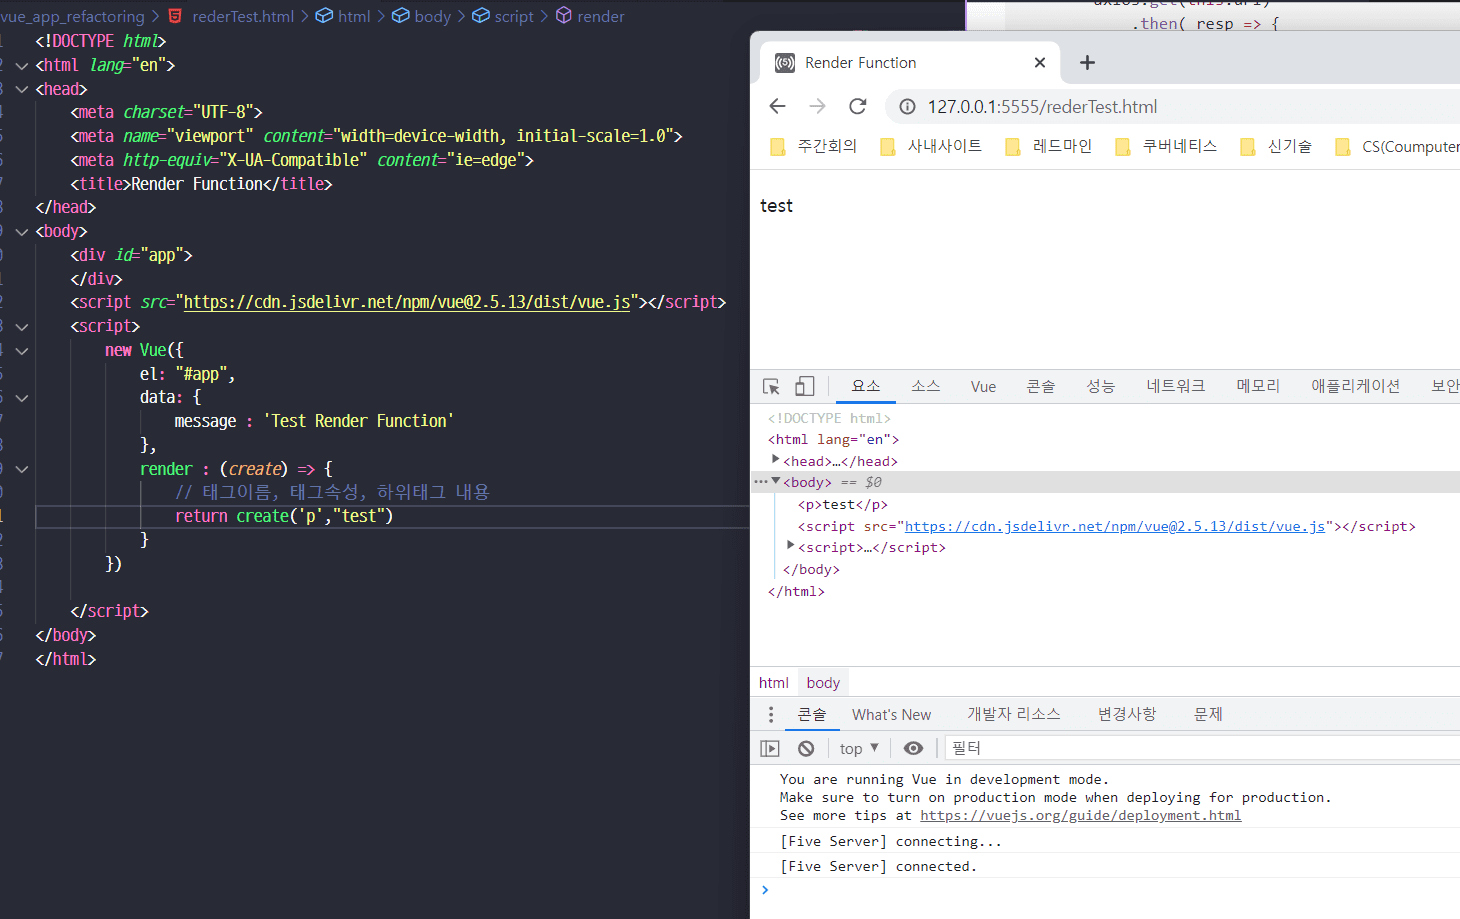 vue_app_refactoring > rederTest.html > html > body > script > render
<!DOCTYPE html>
<html lang="en">
<head>
<meta charset="UTF-8">
<meta name="viewport" content="width=device-width, initial-scale=1.0">
<meta http-equiv="X-UA-Compatible" content="ie=edge">
<title>Render Function</title>
</head>
<body>
<div id="app">
</div>
<script src="https://cdn.jsdelivr.net/npm/vue@2.5.13/dist/vue.js"></script>
<script>
new Vue({
el: "#app",
data: {
message : 'Test Render Function'
},
render : (create) => {
// 태그이름, 태그속성, 하위태그 내용
return create('p',"test")
}
})
</script>
</body>
</html>
.then( resp => {
Render Function
127.0.0.1:5555/rederTest.html
주간회의 사내사이트 레드마인 쿠버네티스 신기술 CS(Coumputer
test
요소 소스 Vue 콘솔 성능 네트워크 메모리 애플리케이션 보안
<!DOCTYPE html>
<html lang="en">
<head>…</head>
<body> == $0
<p>test</p>
<script src="https://cdn.jsdelivr.net/npm/vue@2.5.13/dist/vue.js"></script>
<script>…</script>
</body>
</html>
html body
콘솔 What's New 개발자 리소스 변경사항 문제
top 필터
You are running Vue in development mode.
Make sure to turn on production mode when deploying for production.
See more tips at https://vuejs.org/guide/deployment.html
[Five Server] connecting...
[Five Server] connected.